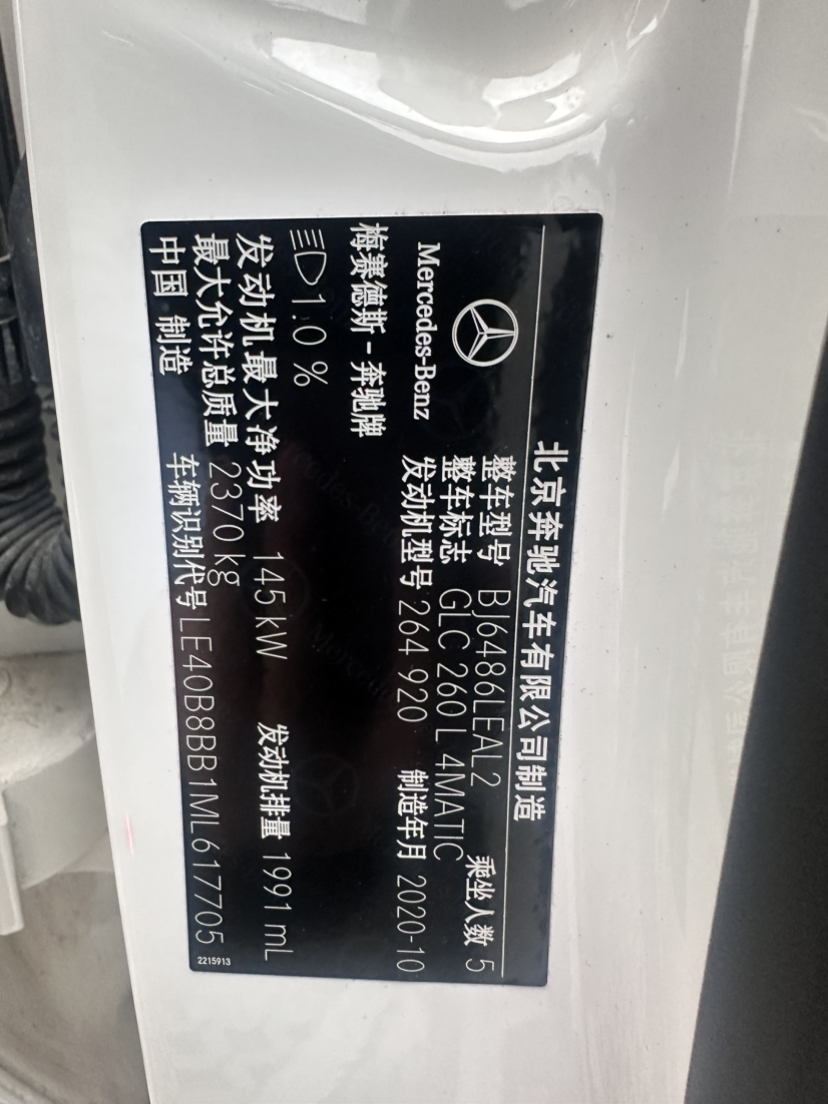 北京奔驰汽车有限公司制造
Mercedes-Benz
整车型号 BJ6486LEAL2 乘坐人数 5
整车标志 GLC 260 L 4MATIC
发动机型号 264 920 制造年月 2020-10
梅赛德斯-奔驰牌
1.0 %
发动机最大净功率 145 kW 发动机排量 1991 mL
最大允许总质量 2370 kg
中国 制造 车辆识别代号 LE40B8BB1ML617705
2215913